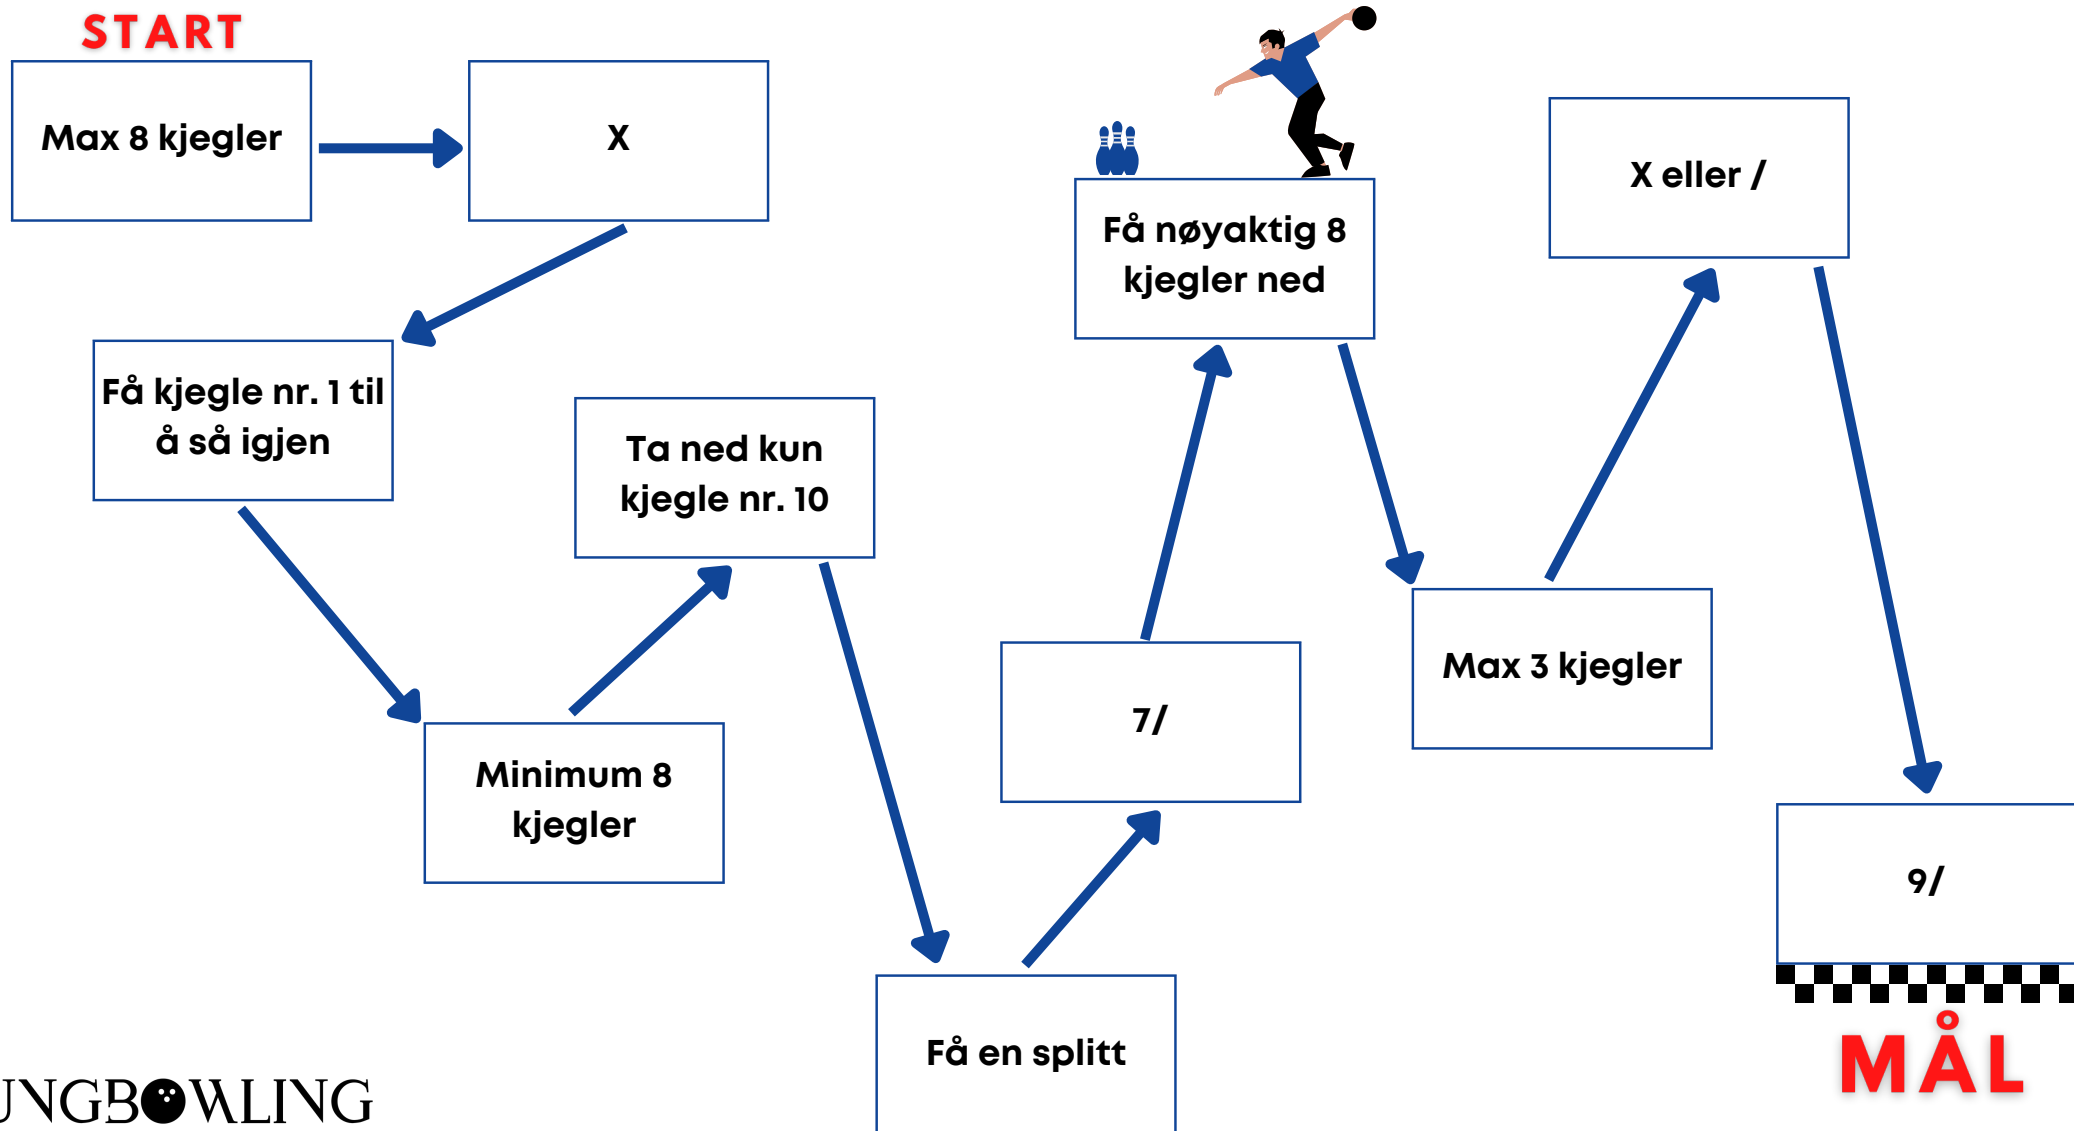 START
Max 8 kjegler
X
Få kjegle nr. 1 til
å så igjen
Minimum 8
kjegler
Ta ned kun
kjegle nr. 10
Få en splitt
7/
Få nøyaktig 8
kjegler ned
Max 3 kjegler
X eller /
9/
MÅL
UNGBOWLING